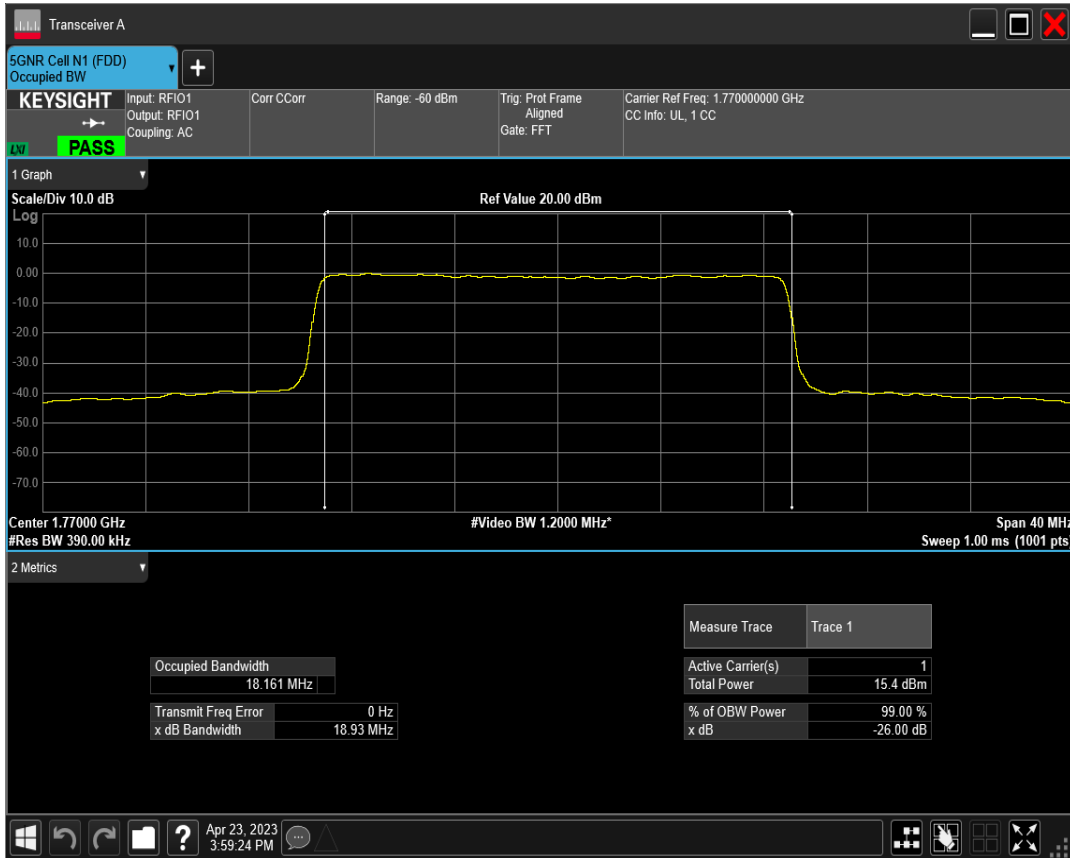 Transceiver A
5GNR Cell N1 (FDD)
Occupied BW
+
KEYSIGHT
LXI
PASS
Input: RFIO1
Output: RFIO1
Coupling: AC
Corr CCorr
Range: -60 dBm
Trig: Prot Frame
Aligned
Gate: FFT
Carrier Ref Freq: 1.770000000 GHz
CC Info: UL, 1 CC
1 Graph
Scale/Div 10.0 dB
Ref Value 20.00 dBm
Log
10.0
0.00
-10.0
-20.0
-30.0
-40.0
-50.0
-60.0
-70.0
Center 1.77000 GHz
#Video BW 1.2000 MHz*
Span 40 MHz
#Res BW 390.00 kHz
Sweep 1.00 ms (1001 pts)
2 Metrics
Measure Trace Trace 1
Occupied Bandwidth
18.161 MHz
Active Carrier(s) 1
Total Power 15.4 dBm
Transmit Freq Error 0 Hz
x dB Bandwidth 18.93 MHz
% of OBW Power 99.00 %
x dB -26.00 dB
?
Apr 23, 2023
3:59:24 PM